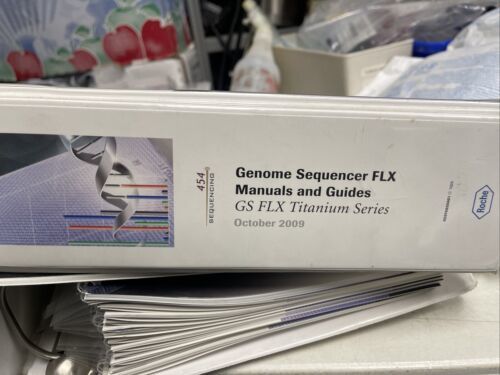 454
SEQUENCING
Genome Sequencer FLX
Manuals and Guides
GS FLX Titanium Series
October 2009
Roche